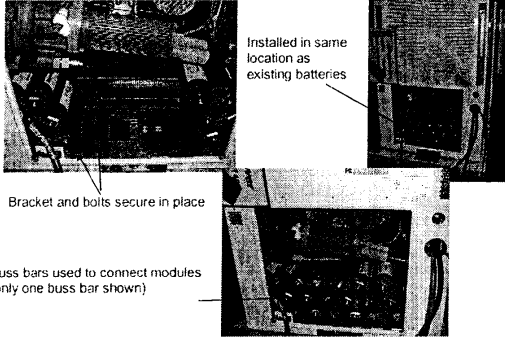 Installed in same
location as
existing batteries
Bracket and bolts secure in place
uss bars used to connect modules
only one buss bar shown)